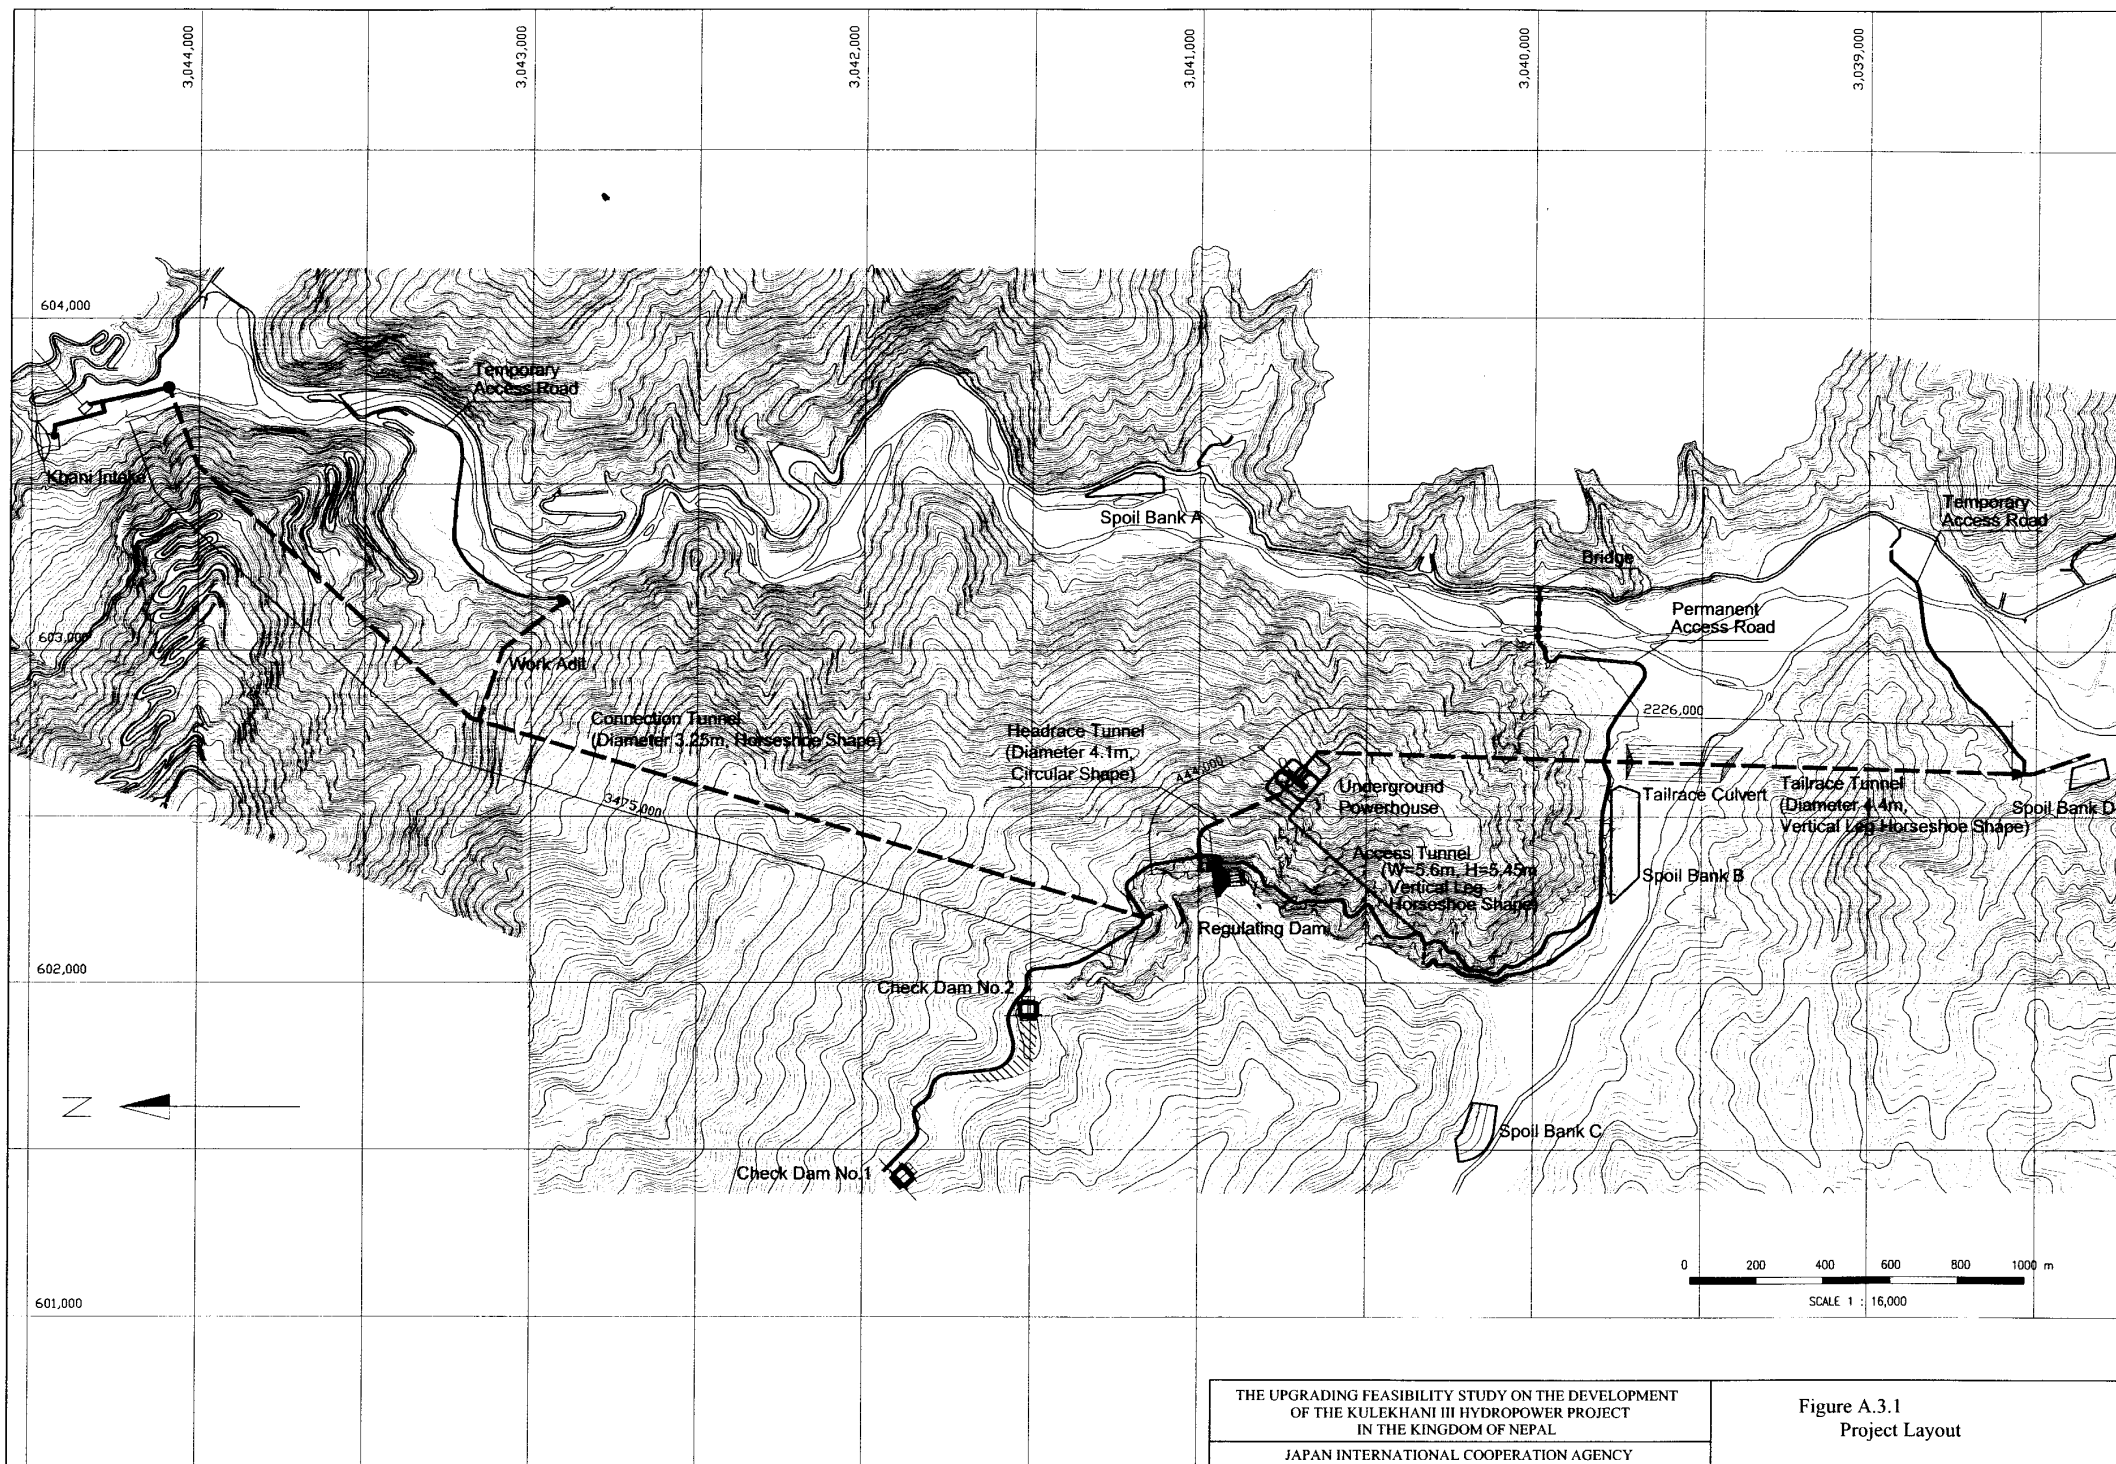 3,044,000
3,043,000
3,042,000
3,041,000
3,040,000
3,039,000
604,000
Temporary
Access Road
Khani Intake
Spoil Bank A
Temporary
Access Road
Bridge
Permanent
Access Road
603,000
Work Adit
Connection Tunnel
(Diameter 3.25m, Horseshoe Shape)
Headrace Tunnel
(Diameter 4.1m,
Circular Shape)
444,000
2226,000
Underground
Powerhouse
Tailrace Culvert
Tailrace Tunnel
(Diameter 4.4m,
Vertical Leg Horseshoe Shape)
Spoil Bank D
3475,000
Access Tunnel
(W=5.6m, H=5.45m
Vertical Leg
Horseshoe Shape)
Spoil Bank B
Regulating Dam
602,000
Check Dam No.2
N
Spoil Bank C
Check Dam No.1
0 200 400 600 800 1000 m
SCALE 1 : 16,000
601,000
THE UPGRADING FEASIBILITY STUDY ON THE DEVELOPMENT
OF THE KULEKHANI III HYDROPOWER PROJECT
IN THE KINGDOM OF NEPAL
JAPAN INTERNATIONAL COOPERATION AGENCY
Figure A.3.1
Project Layout